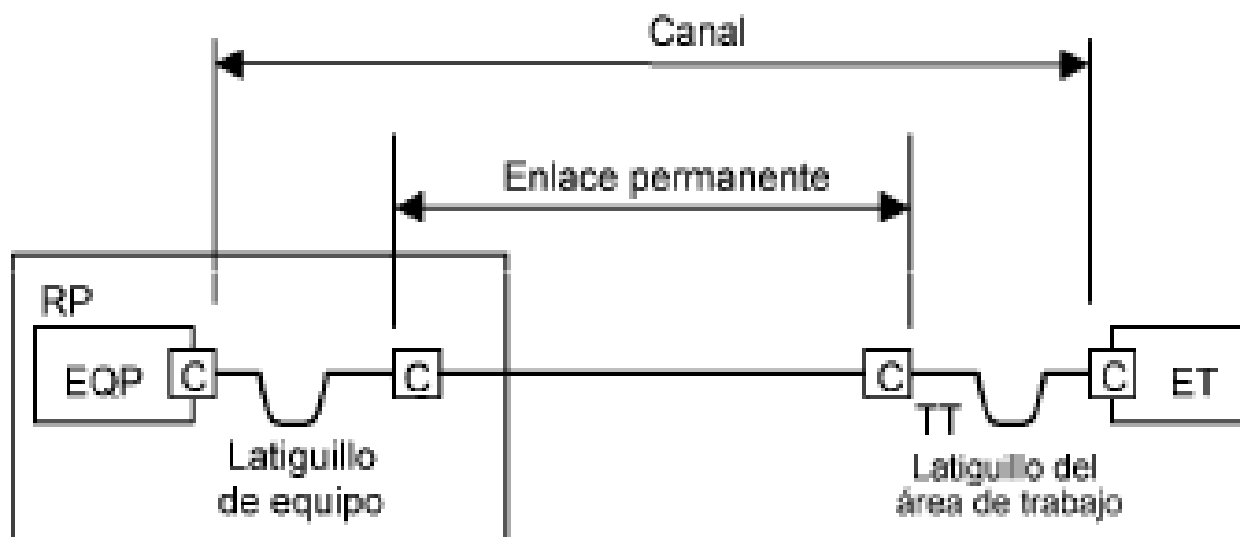 Canal
Enlace permanente
RP
EQP
C
C
C
C
ET
TT
Latiguillo
de equipo
Latiguillo del
área de trabajo